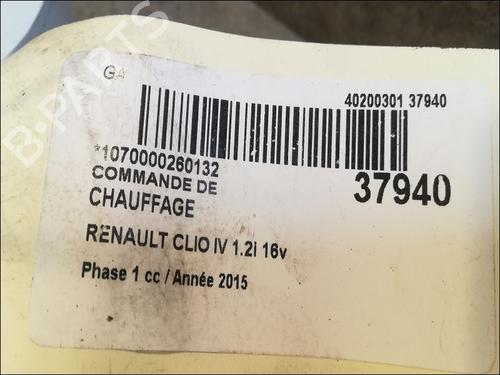 GA
40200301 37940
*1070000260132
COMMANDE DE
37940
CHAUFFAGE
RENAULT CLIO IV 1.2i 16v
Phase 1 cc / Année 2015
B-PARTS